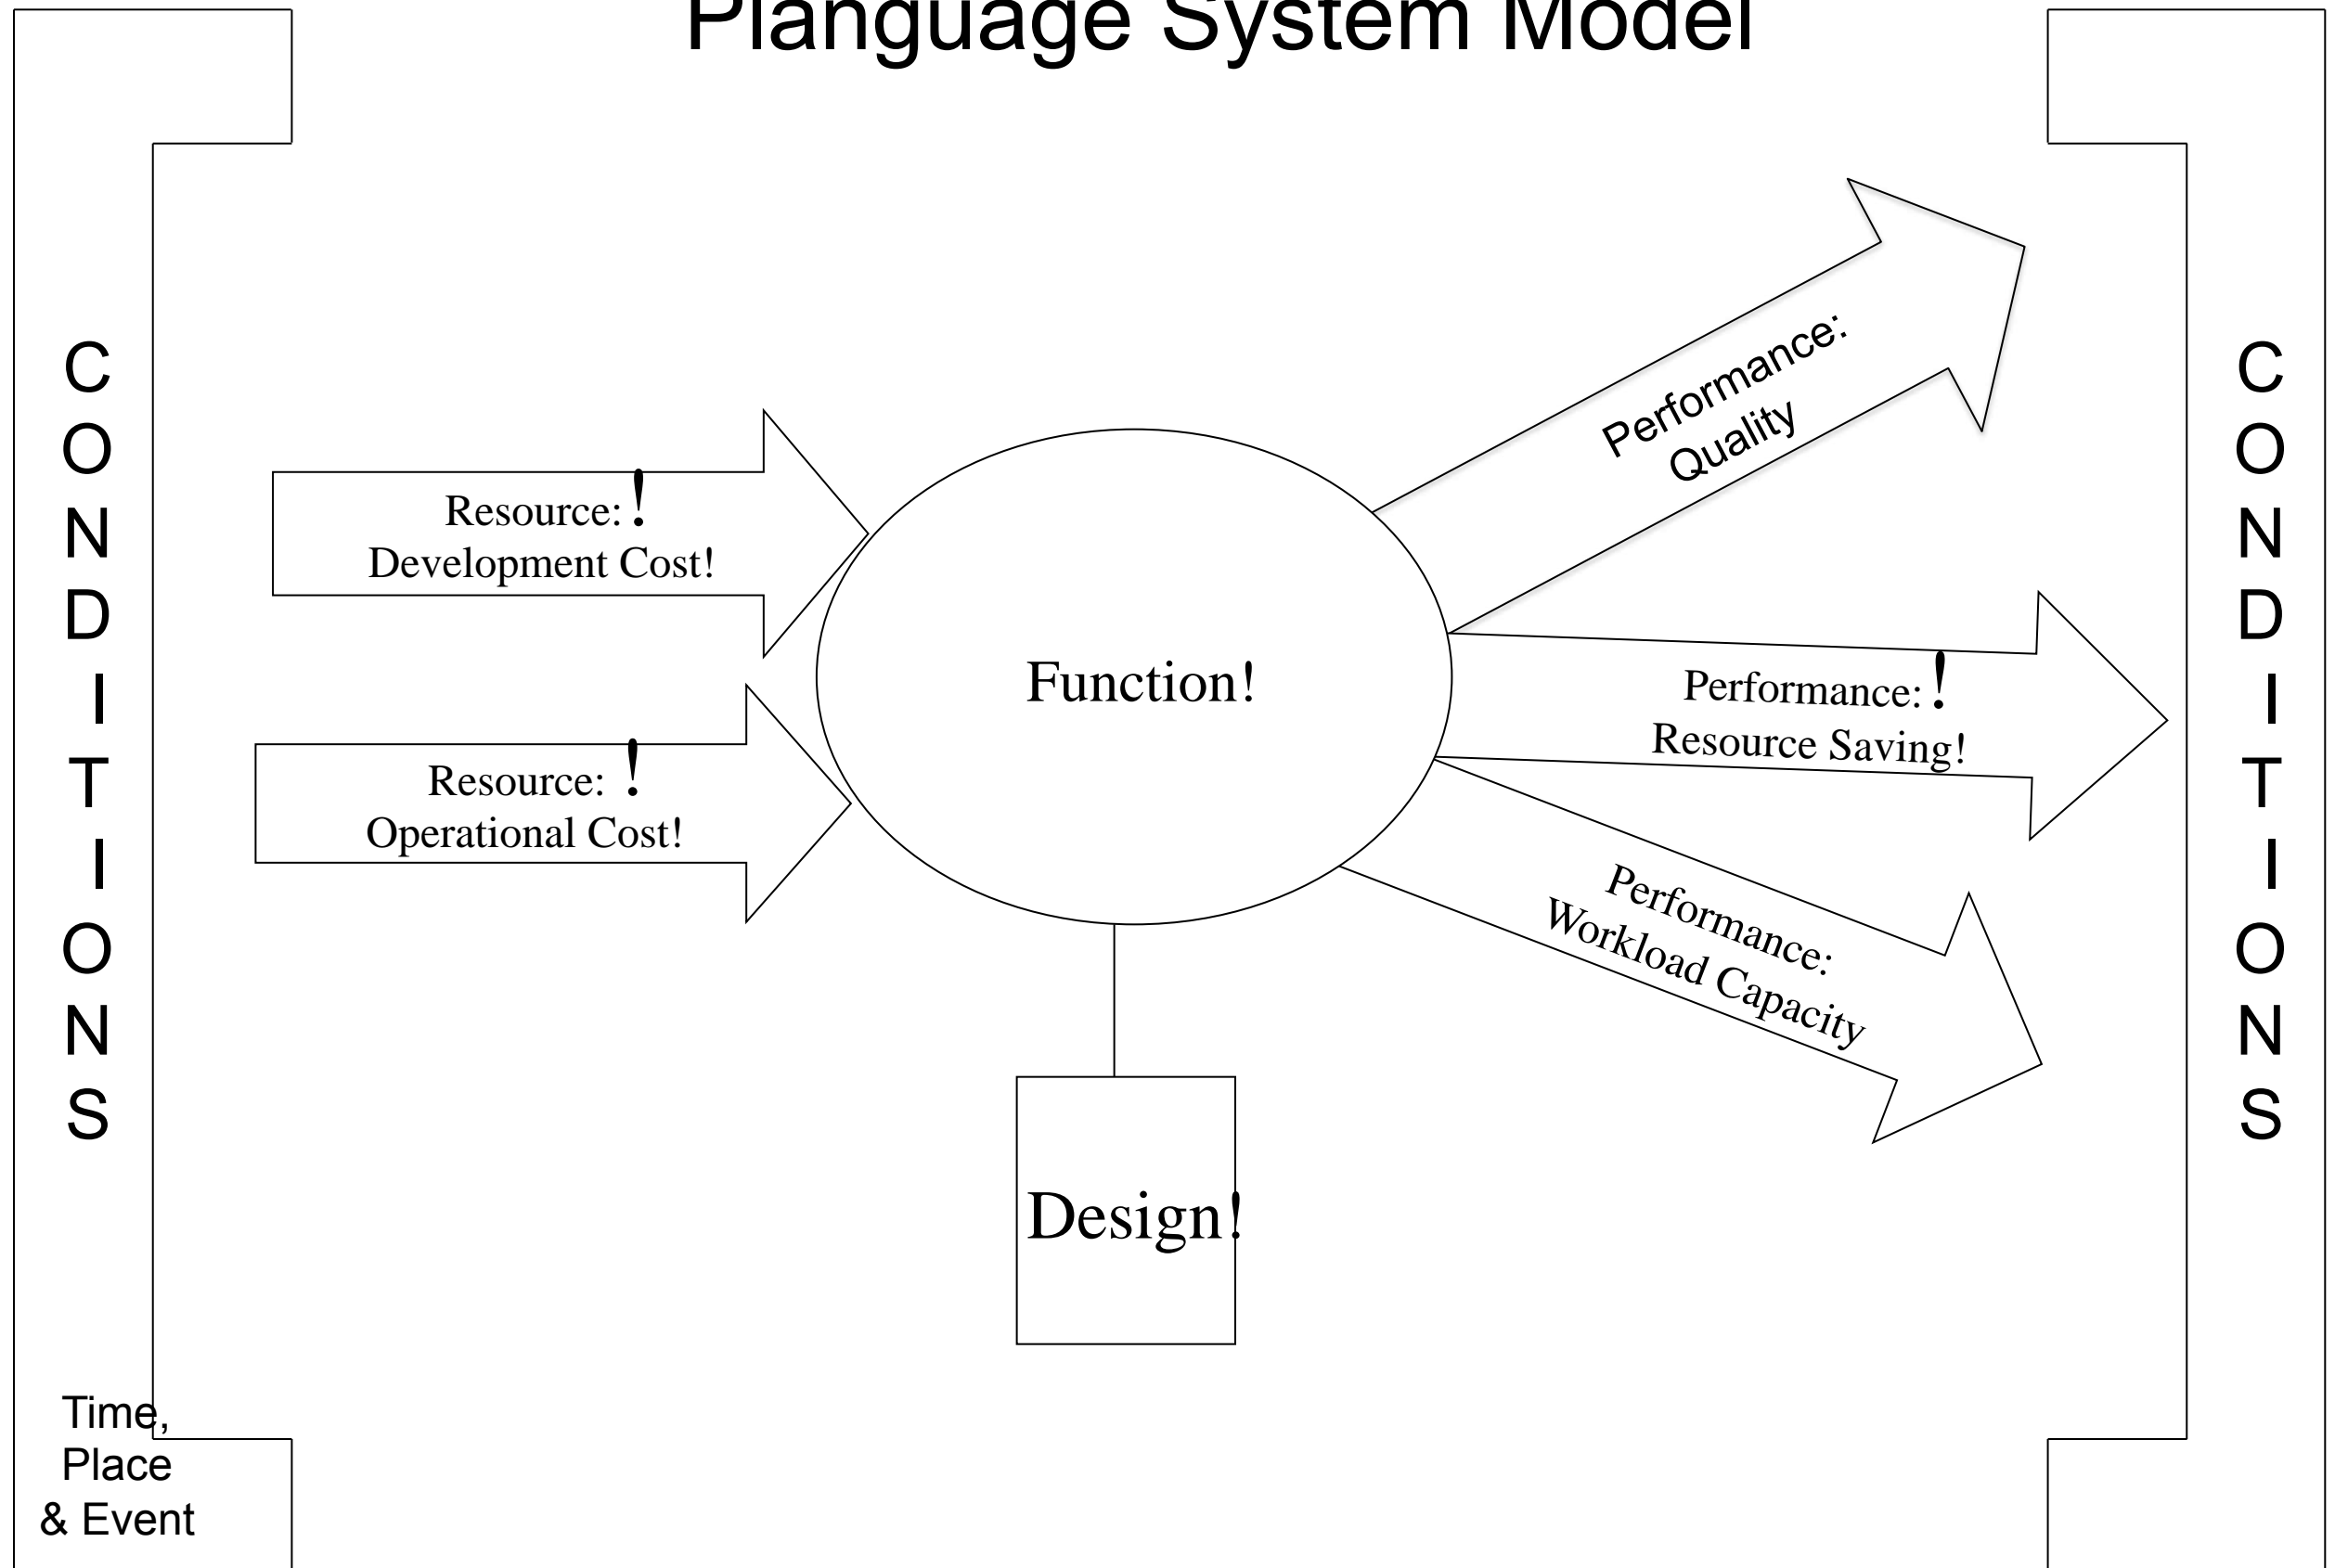 Planguage System Model
C
O
N
D
I
T
I
O
N
S
Time,
Place
& Event
Resource: !
Development Cost!
Resource: !
Operational Cost!
Function!
Design!
Performance:
Quality
Performance: !
Resource Saving!
Performance:
Workload Capacity
C
O
N
D
I
T
I
O
N
S